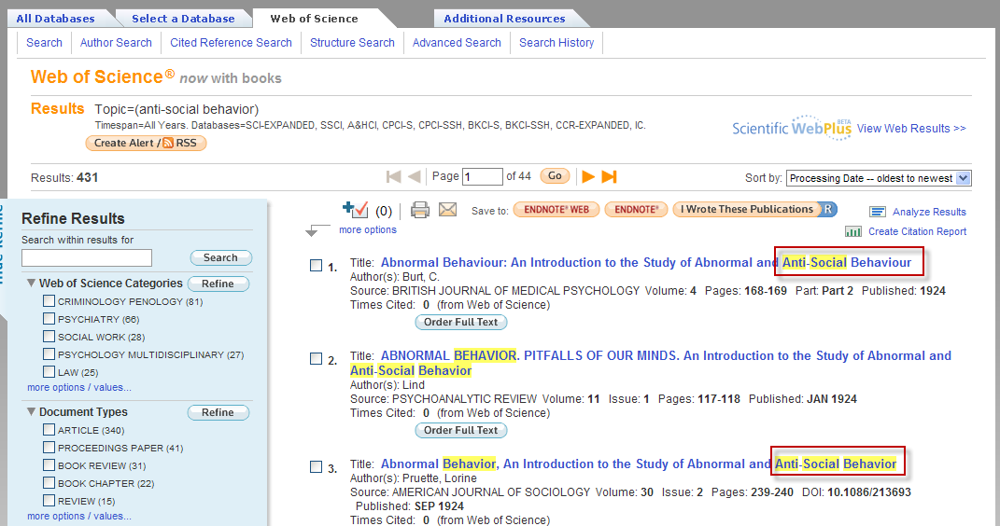 All Databases Select a Database Web of Science Additional Resources
Search Author Search Cited Reference Search Structure Search Advanced Search Search History
Web of Science® now with books
Results Topic=(anti-social behavior)
Timespan=All Years. Databases=SCI-EXPANDED, SSCI, A&HCI, CPCI-S, CPCI-SSH, BKCI-S, BKCI-SSH, CCR-EXPANDED, IC.
Create Alert / RSS
Scientific WebPlus BETA View Web Results >>
Results: 431
Page 1 of 44 Go
Sort by: Processing Date -- oldest to newest
Refine Results
Search within results for
Search
Web of Science Categories Refine
CRIMINOLOGY PENOLOGY (81)
PSYCHIATRY (66)
SOCIAL WORK (28)
PSYCHOLOGY MULTIDISCIPLINARY (27)
LAW (25)
more options / values...
Document Types Refine
ARTICLE (340)
PROCEEDINGS PAPER (41)
BOOK REVIEW (31)
BOOK CHAPTER (22)
REVIEW (15)
more options / values...
(0) Save to: ENDNOTE® WEB ENDNOTE® I Wrote These Publications R
more options
Analyze Results
Create Citation Report
1. Title: Abnormal Behaviour: An Introduction to the Study of Abnormal and Anti-Social Behaviour
Author(s): Burt, C.
Source: BRITISH JOURNAL OF MEDICAL PSYCHOLOGY Volume: 4 Pages: 168-169 Part: Part 2 Published: 1924
Times Cited: 0 (from Web of Science)
Order Full Text
2. Title: ABNORMAL BEHAVIOR. PITFALLS OF OUR MINDS. An Introduction to the Study of Abnormal and
Anti-Social Behavior
Author(s): Lind
Source: PSYCHOANALYTIC REVIEW Volume: 11 Issue: 1 Pages: 117-118 Published: JAN 1924
Times Cited: 0 (from Web of Science)
Order Full Text
3. Title: Abnormal Behavior, An Introduction to the Study of Abnormal and Anti-Social Behavior
Author(s): Pruette, Lorine
Source: AMERICAN JOURNAL OF SOCIOLOGY Volume: 30 Issue: 2 Pages: 239-240 DOI: 10.1086/213693
Published: SEP 1924
Times Cited: 0 (from Web of Science)